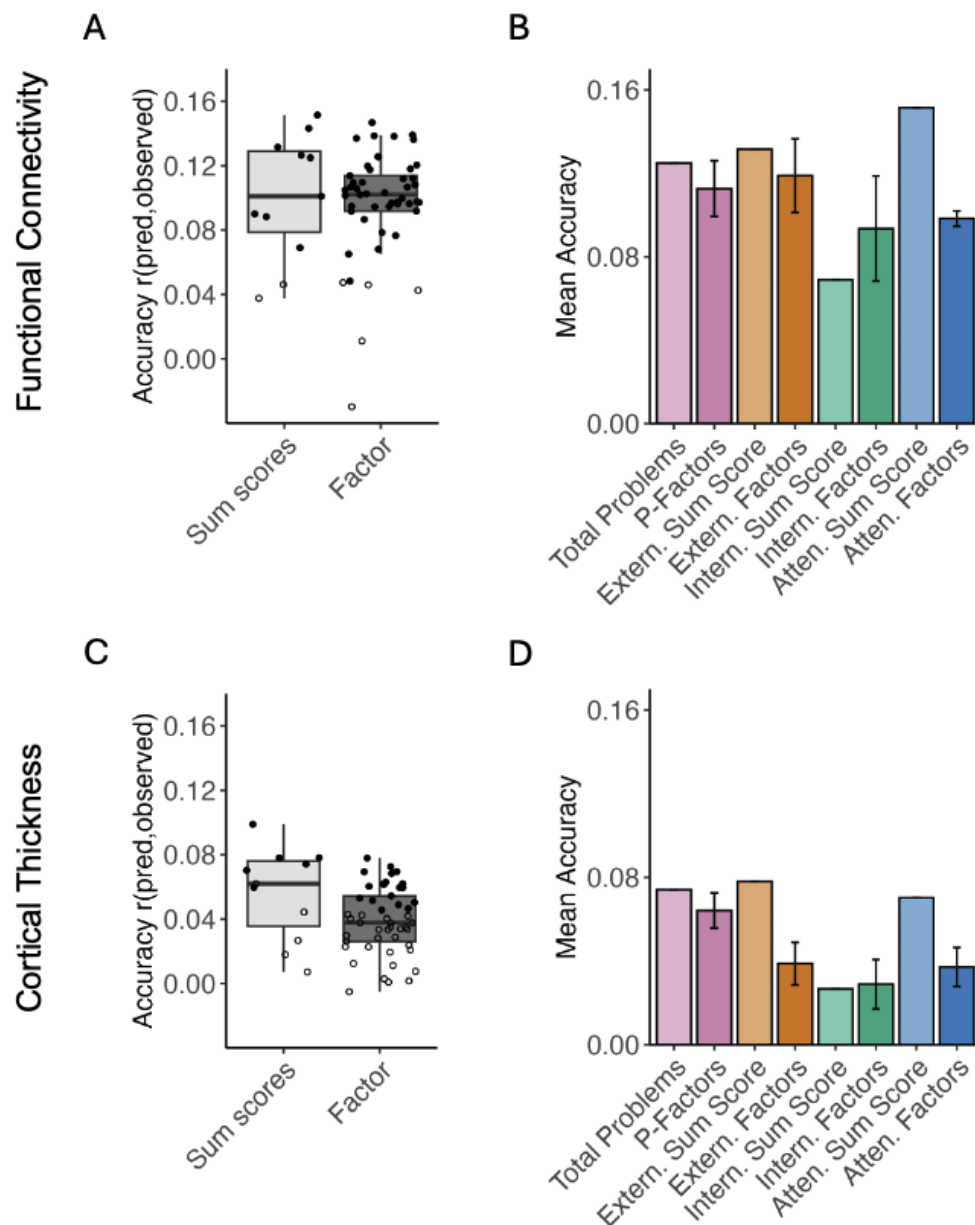 A
B
Functional Connectivity
Accuracy r(pred,observed)
0.16
0.12
0.08
0.04
0.00
Sum scores
Factor
Mean Accuracy
0.16
0.08
0.00
Total Problems
P-Factors
Extern. Sum Score
Extern. Factors
Intern. Sum Score
Intern. Factors
Atten. Sum Score
Atten. Factors
C
D
Cortical Thickness
Accuracy r(pred,observed)
0.16
0.12
0.08
0.04
0.00
Sum scores
Factor
Mean Accuracy
0.16
0.08
0.00
Total Problems
P-Factors
Extern. Sum Score
Extern. Factors
Intern. Sum Score
Intern. Factors
Atten. Sum Score
Atten. Factors